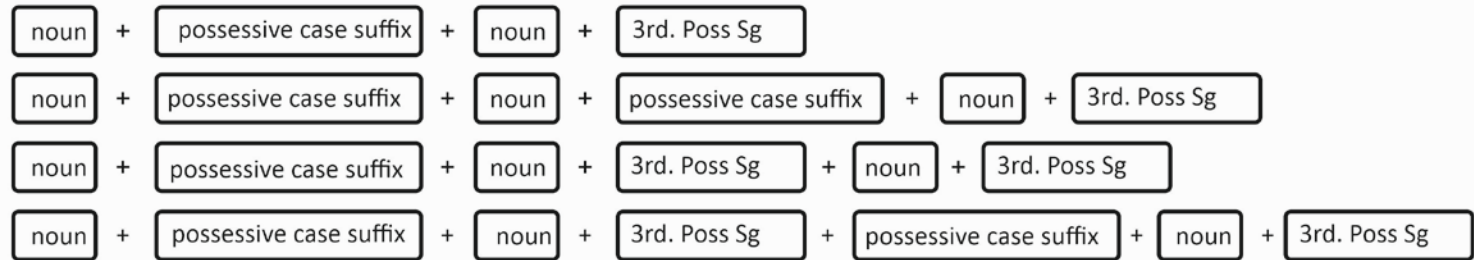 noun + possessive case suffix + noun + 3rd. Poss Sg
noun + possessive case suffix + noun + possessive case suffix + noun + 3rd. Poss Sg
noun + possessive case suffix + noun + 3rd. Poss Sg + noun + 3rd. Poss Sg
noun + possessive case suffix + noun + 3rd. Poss Sg + possessive case suffix + noun + 3rd. Poss Sg